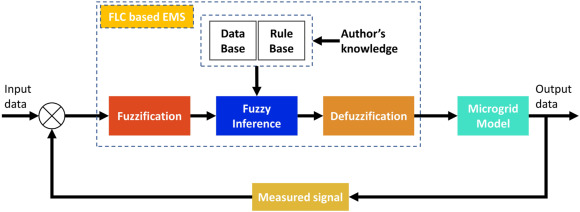 FLC based EMS
Data
Base
Rule
Base
Author's
knowledge
Input
data
Fuzzification
Fuzzy
Inference
Defuzzification
Microgrid
Model
Output
data
Measured signal